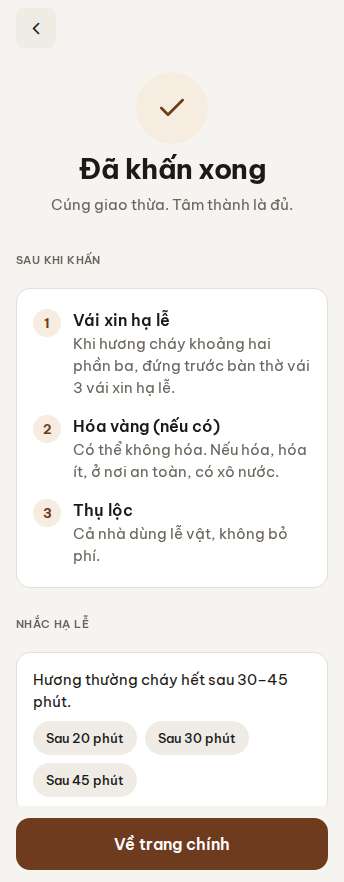 Đã khấn xong
Cúng giao thừa. Tâm thành là đủ.
SAU KHI KHẤN
1
Vái xin hạ lễ
Khi hương cháy khoảng hai
phần ba, đứng trước bàn thờ vái
3 vái xin hạ lễ.
2
Hóa vàng (nếu có)
Có thể không hóa. Nếu hóa, hóa
ít, ở nơi an toàn, có xô nước.
3
Thụ lộc
Cả nhà dùng lễ vật, không bỏ
phí.
NHẮC HẠ LỄ
Hương thường cháy hết sau 30–45
phút.
Sau 20 phút
Sau 30 phút
Sau 45 phút
Về trang chính